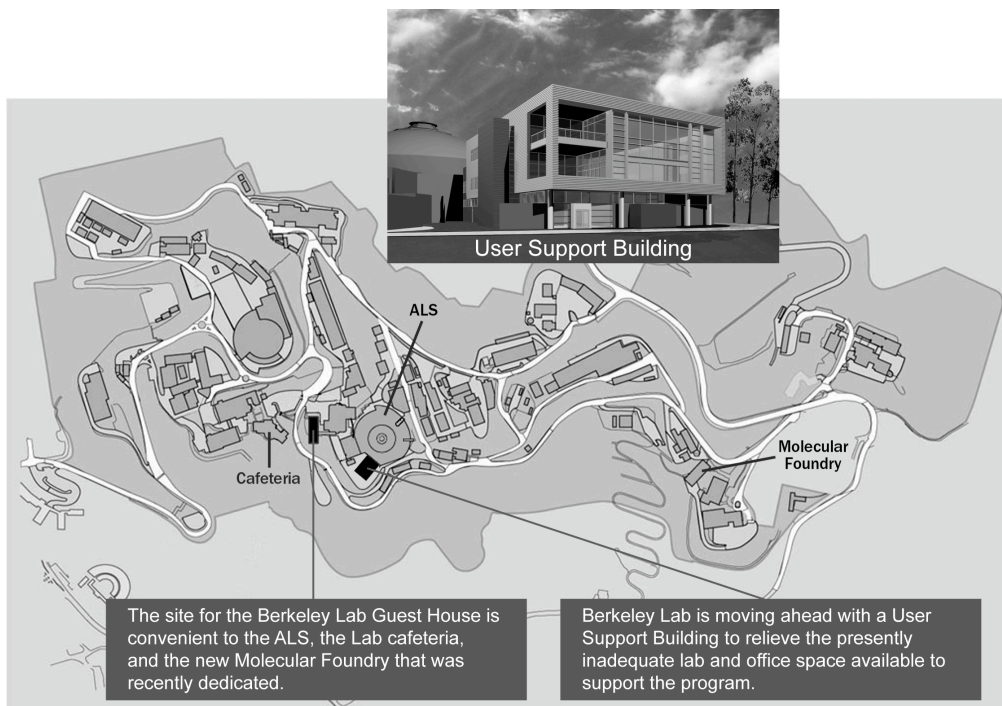 User Support Building
ALS
Cafeteria
Molecular
Foundry
The site for the Berkeley Lab Guest House is
convenient to the ALS, the Lab cafeteria,
and the new Molecular Foundry that was
recently dedicated.
Berkeley Lab is moving ahead with a User
Support Building to relieve the presently
inadequate lab and office space available to
support the program.